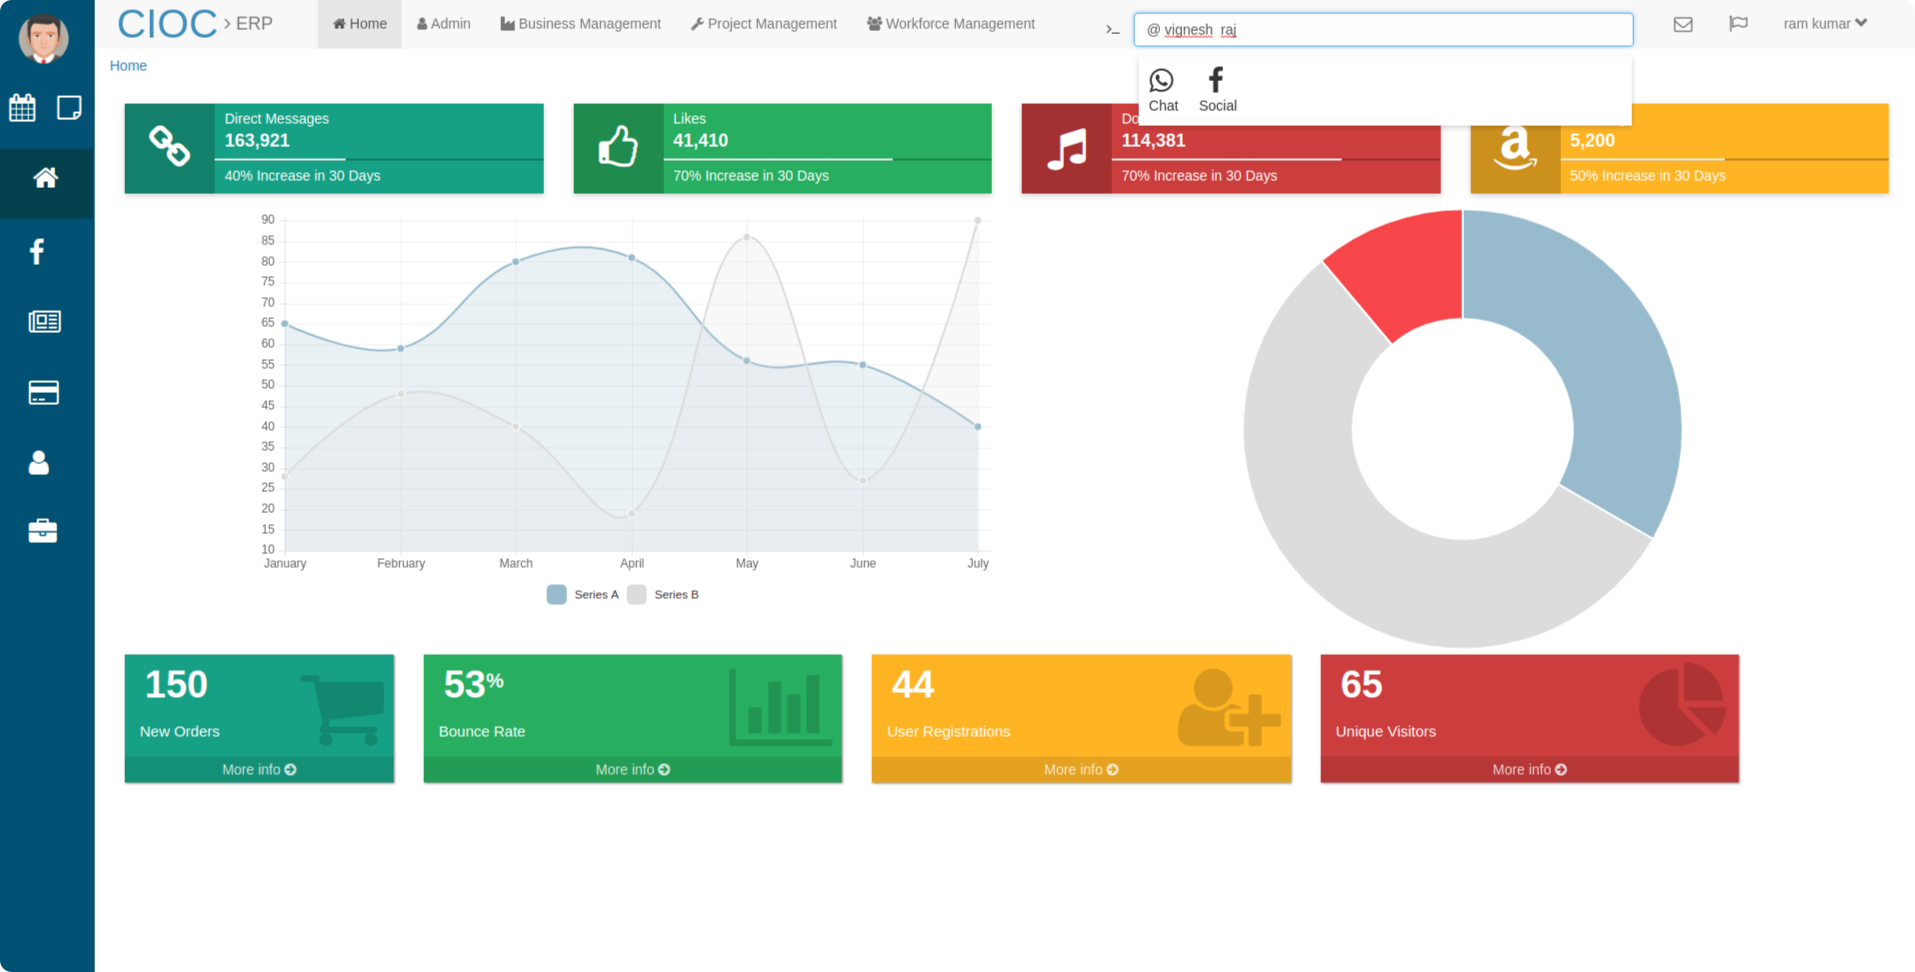 CIOC > ERP
Home
Admin
Business Management
Project Management
Workforce Management
>_
@ vignesh raj
ram kumar
Home
Chat
Social
Direct Messages
163,921
40% Increase in 30 Days
Likes
41,410
70% Increase in 30 Days
Do
114,381
70% Increase in 30 Days
5,200
50% Increase in 30 Days
90
85
80
75
70
65
60
55
50
45
40
35
30
25
20
15
10
January February March April May June July
Series A Series B
150
New Orders
More info
53%
Bounce Rate
More info
44
User Registrations
More info
65
Unique Visitors
More info